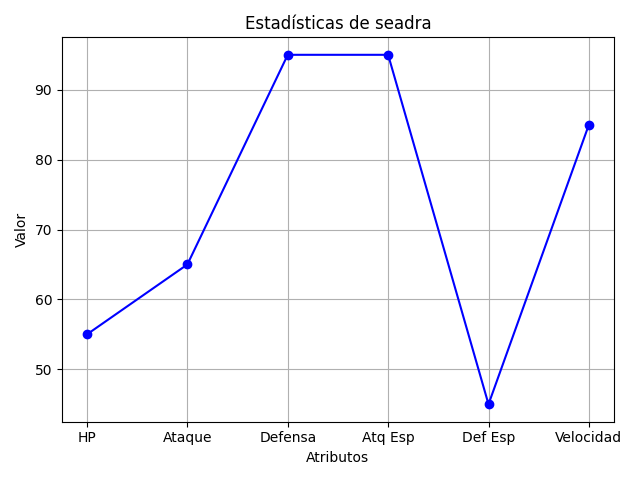 Estadísticas de seadra
Valor
90
80
70
60
50
HP Ataque Defensa Atq Esp Def Esp Velocidad
Atributos